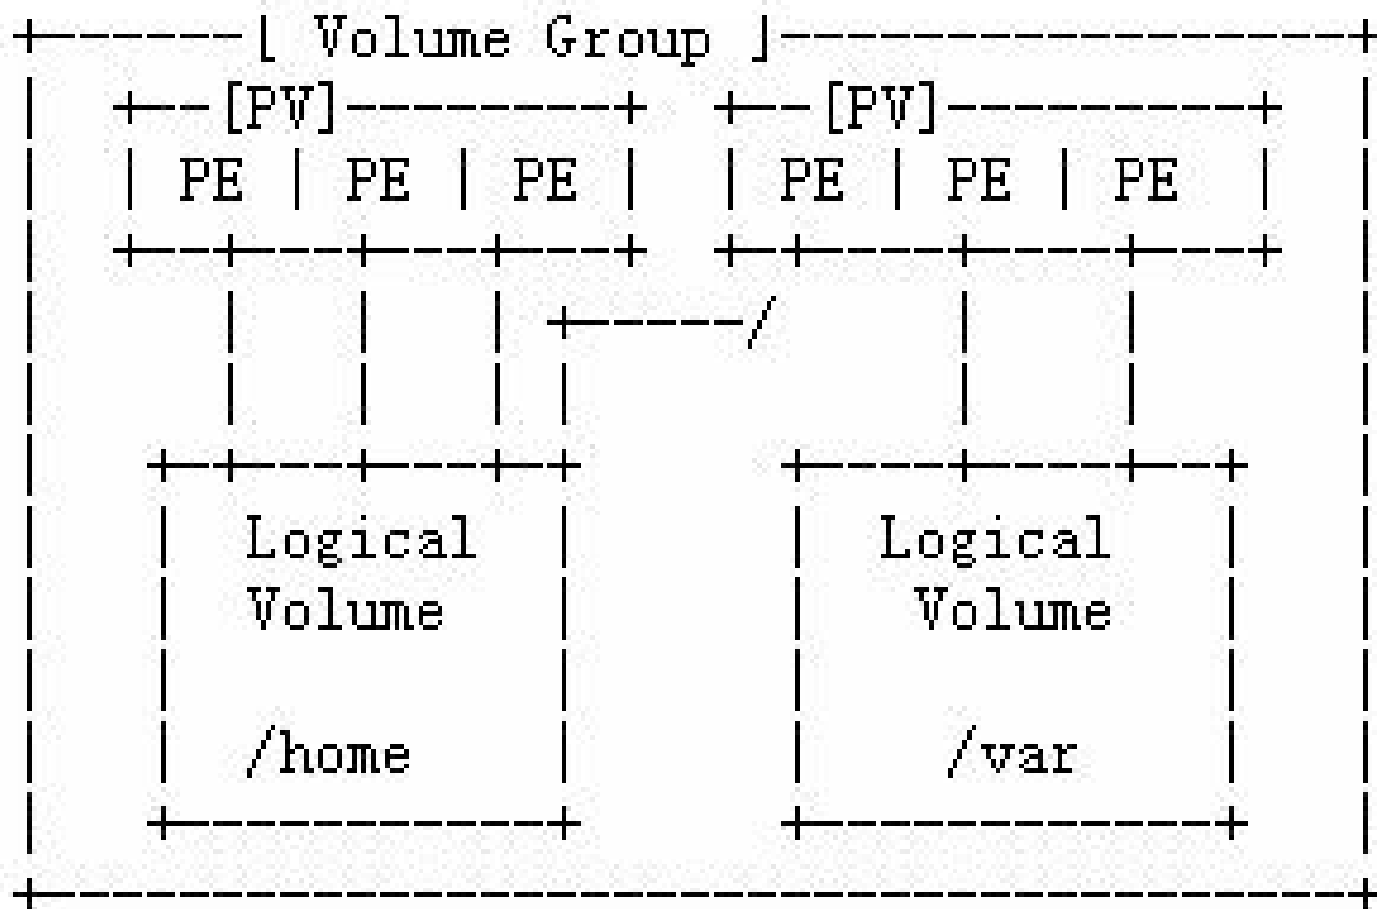 [ Volume Group ]
[PV] [PV]
PE | PE | PE PE | PE | PE
Logical Logical
Volume Volume
/home /var